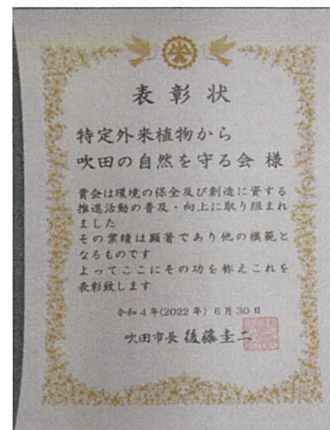 表彰状
特定外来植物から
吹田の自然を守る会 様
貴会は環境の保全及び創造に資する
推進活動の普及・向上に取り組まれ
ました
その業績は顕著であり他の模範と
なるものです
よってここにその功を称えこれを
表彰致します
令和4年(2022年) 6月30日
吹田市長 後藤圭二